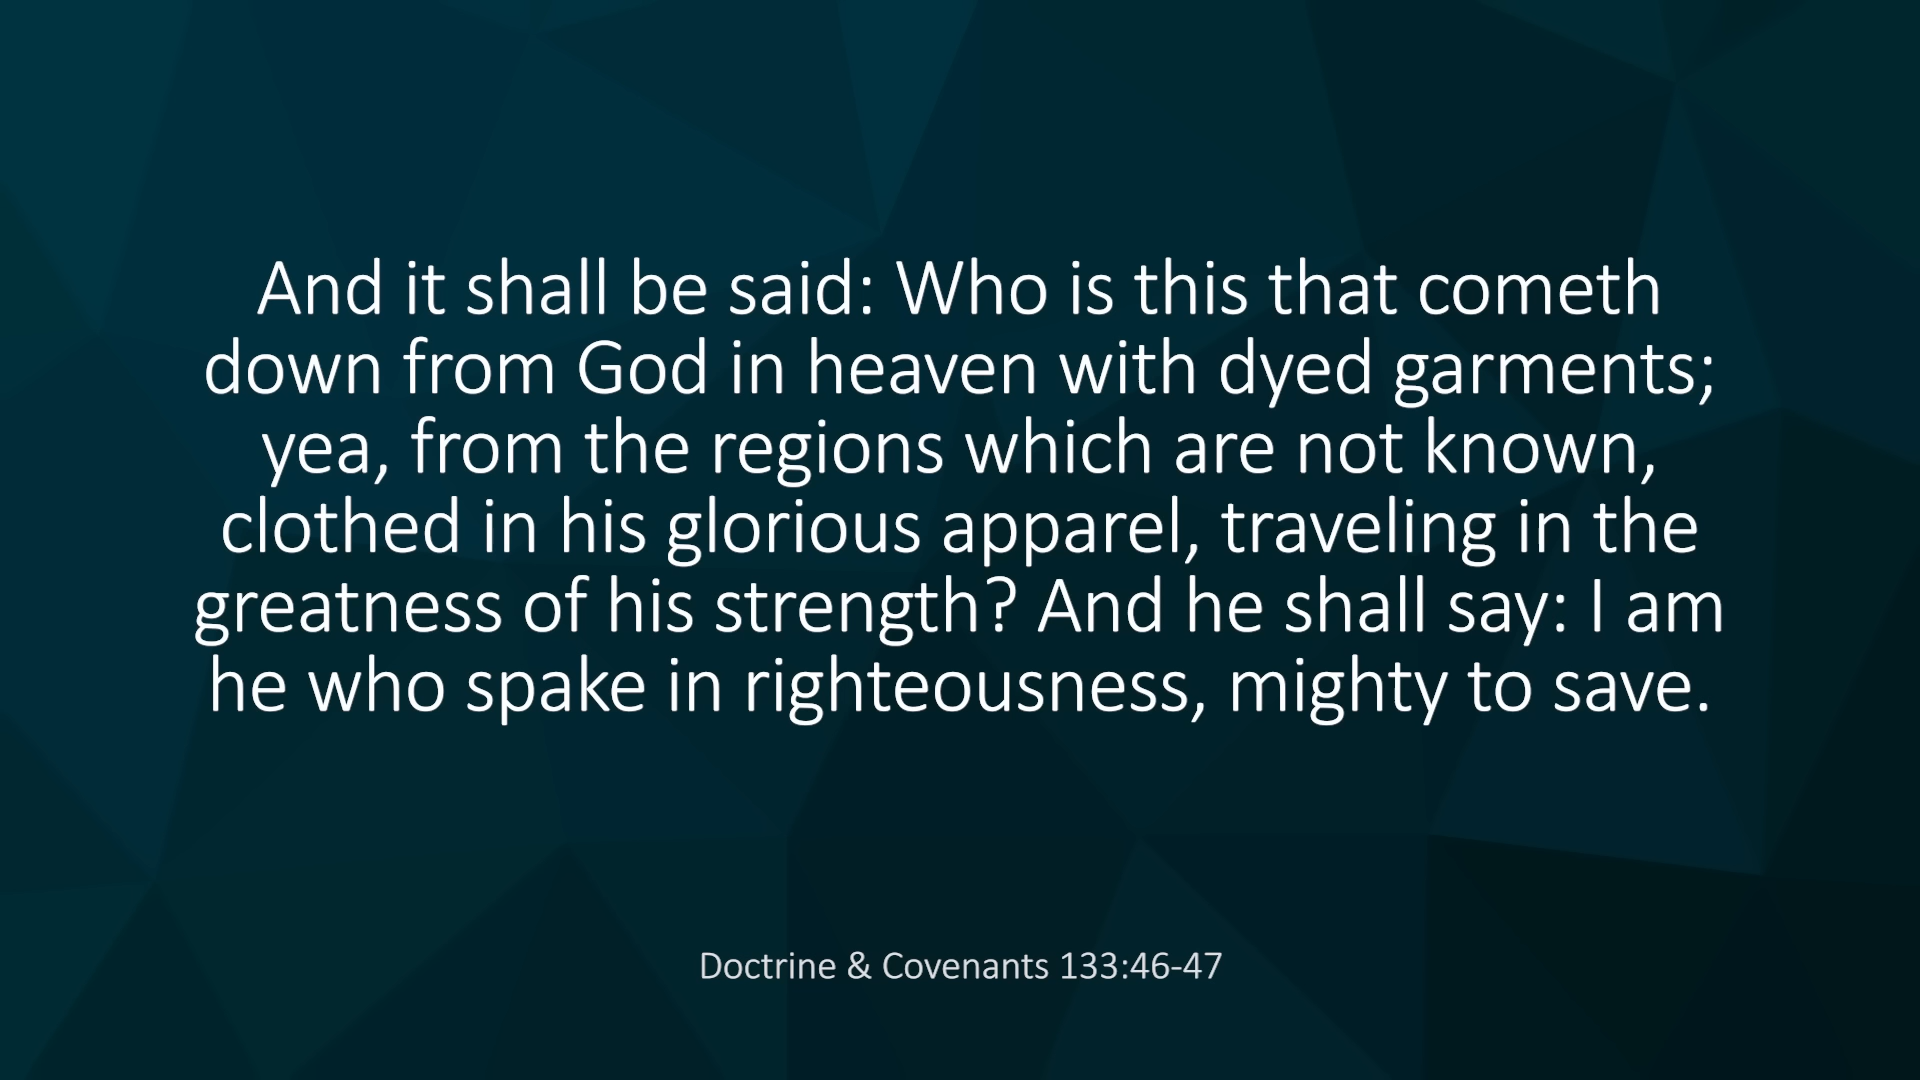 And it shall be said: Who is this that cometh
down from God in heaven with dyed garments;
yea, from the regions which are not known,
clothed in his glorious apparel, traveling in the
greatness of his strength? And he shall say: I am
he who spake in righteousness, mighty to save.
Doctrine & Covenants 133:46-47